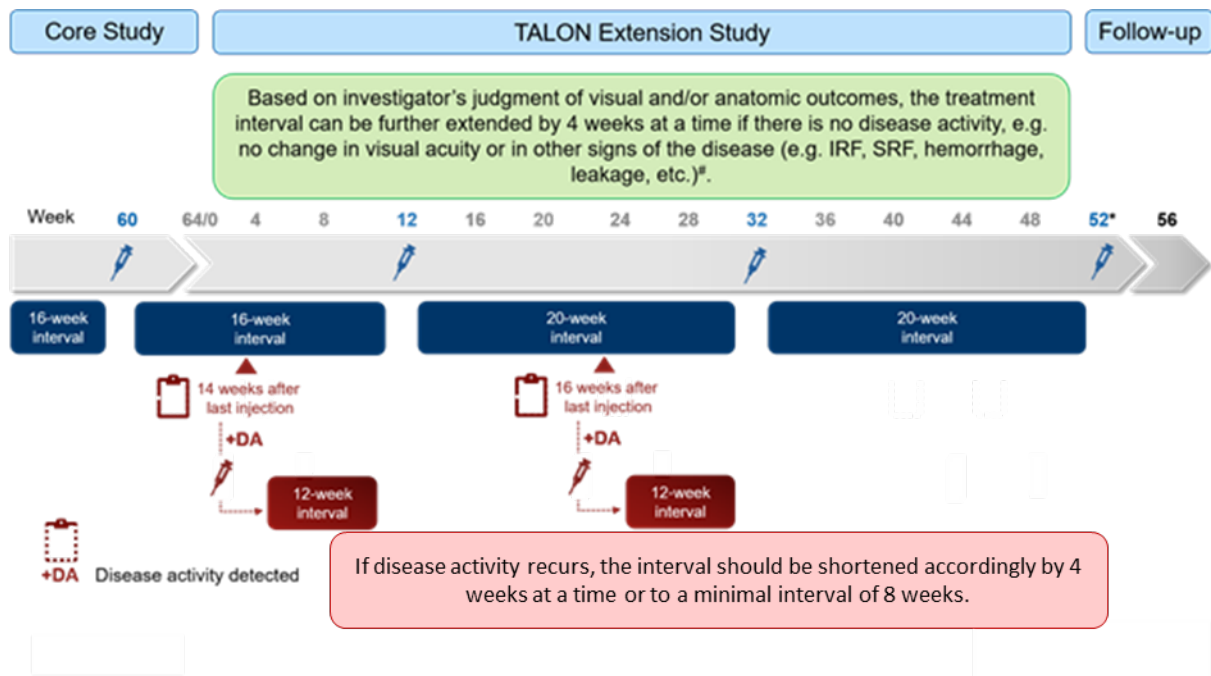 Core Study
TALON Extension Study
Follow-up
Based on investigator's judgment of visual and/or anatomic outcomes, the treatment
interval can be further extended by 4 weeks at a time if there is no disease activity, e.g.
no change in visual acuity or in other signs of the disease (e.g. IRF, SRF, hemorrhage,
leakage, etc.)#.
Week 60 64/0 4 8 12 16 20 24 28 32 36 40 44 48 52* 56
16-week
interval
16-week
interval
20-week
interval
20-week
interval
14 weeks after
last injection
+DA
12-week
interval
16 weeks after
last injection
+DA
12-week
interval
+DA Disease activity detected
If disease activity recurs, the interval should be shortened accordingly by 4
weeks at a time or to a minimal interval of 8 weeks.